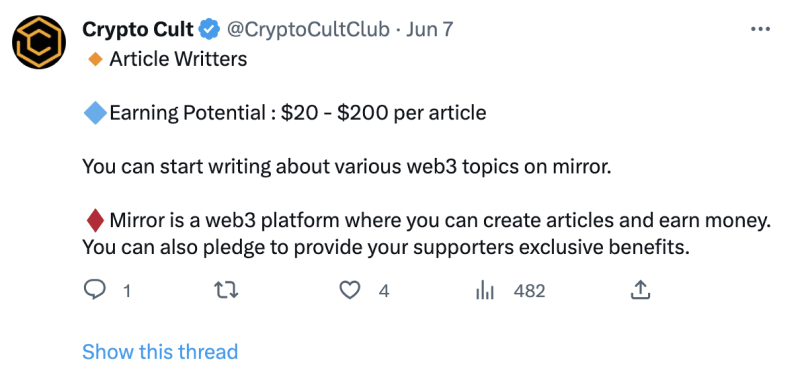 Crypto Cult @CryptoCultClub · Jun 7
Article Writters
Earning Potential : $20 - $200 per article
You can start writing about various web3 topics on mirror.
Mirror is a web3 platform where you can create articles and earn money.
You can also pledge to provide your supporters exclusive benefits.
1 4 482
Show this thread